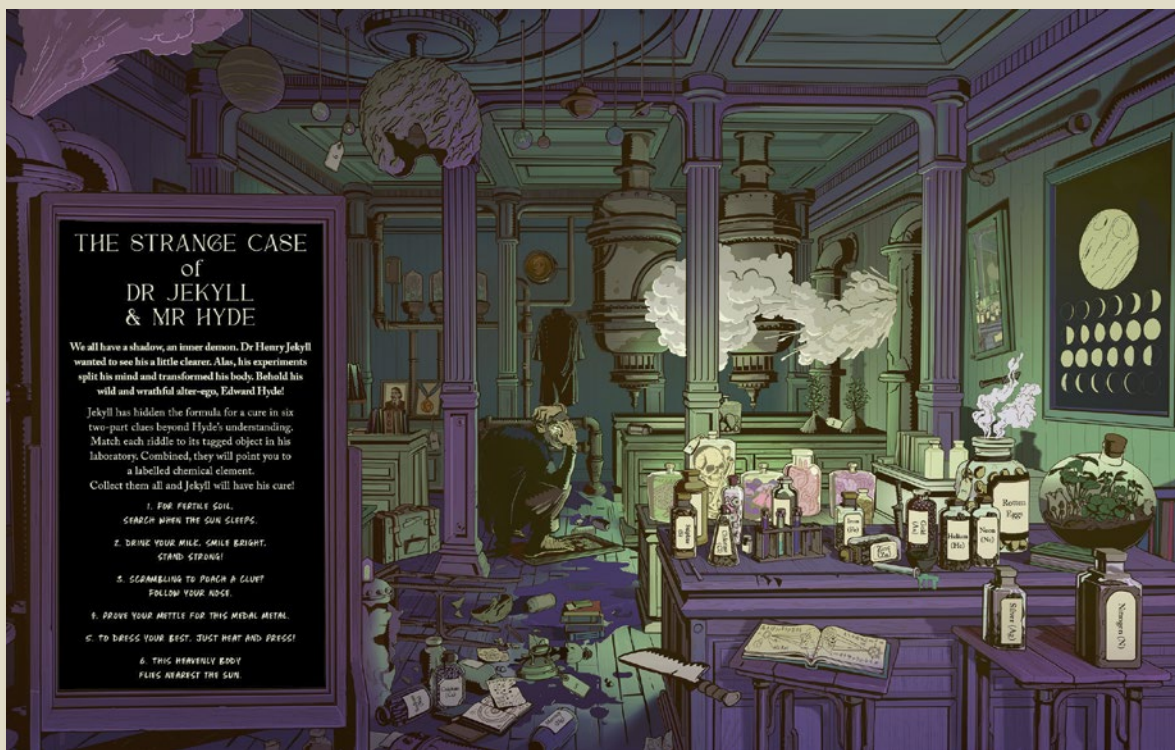 THE STRANGE CASE
of
DR JEKYLL
& MR HYDE
We all have a shadow, an inner demon. Dr Henry Jekyll
wanted to see his a little clearer. Alas, his experiments
split his mind and transformed his body. Behold his
wild and wrathful alter-ego, Edward Hyde!
Jekyll has hidden the formula for a cure in six
two-part clues beyond Hyde's understanding.
Match each riddle to its tagged object in his
laboratory. Combined, they will point you to
a labelled chemical element.
Collect them all and Jekyll will have his cure!
1. FOR FERTILE SOIL,
SEARCH WHEN THE SUN SLEEPS.
2. DRINK YOUR MILK, SMILE BRIGHT,
STAND STRONG!
3. SCRAMBLING TO POACH A CLUE?
FOLLOW YOUR NOSE.
4. PROVE YOUR METTLE FOR THIS MEDAL METAL.
5. TO DRESS YOUR BEST, JUST HEAT AND PRESS!
6. THIS HEAVENLY BODY
FLIES NEAREST THE SUN.
Rotten
Eggs
Iron
(Fe)
Gold
(Au)
Helium
(He)
Neon
(Ne)
Silver (Ag)
Nitrogen (N)